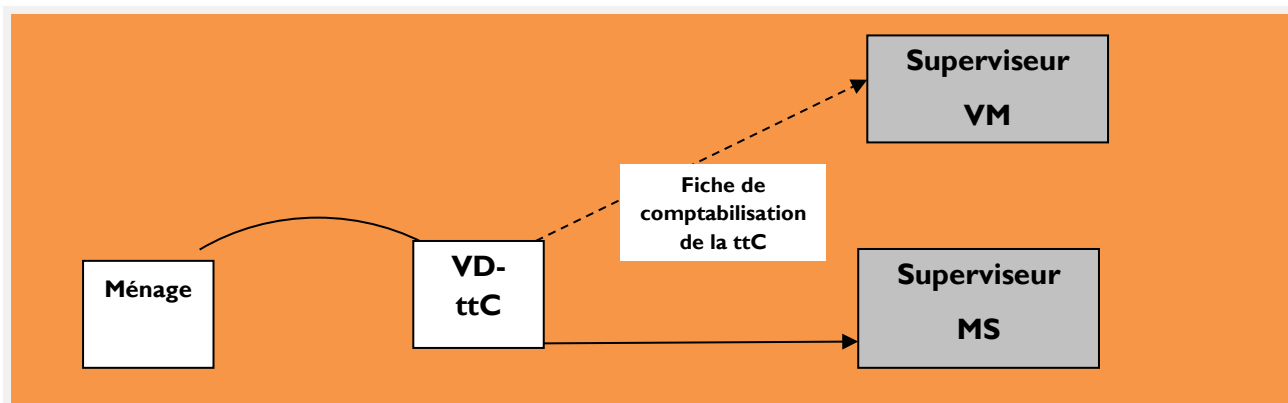 Superviseur
VM
Fiche de
comptabilisation
de la ttC
Ménage
VD-
ttC
Superviseur
MS